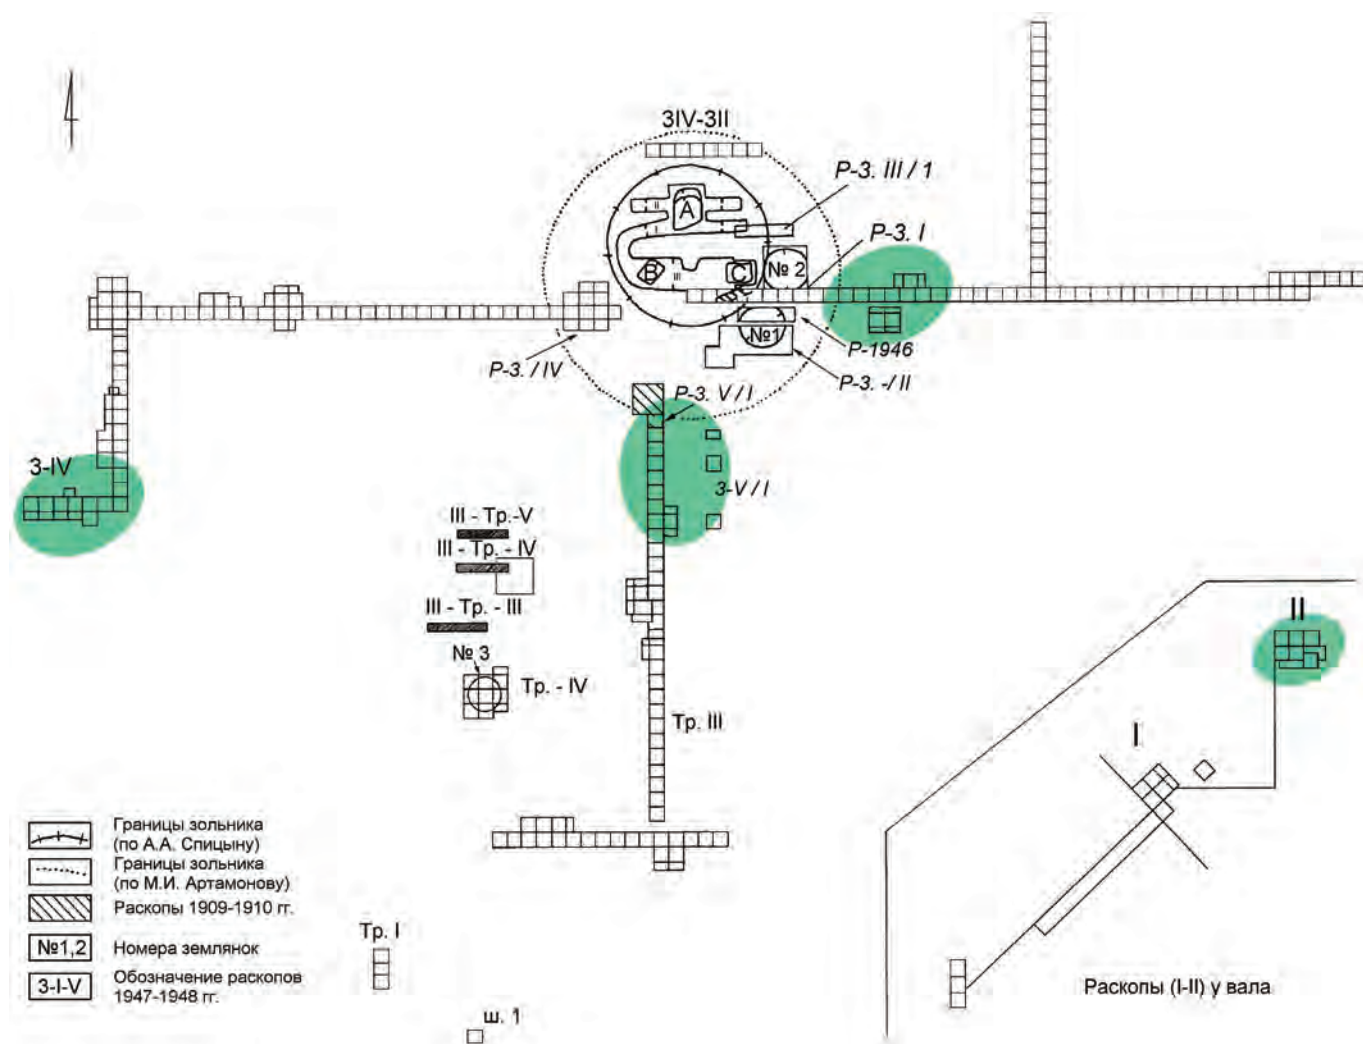 3IV-3II
P-3. III / 1
P-3. I
A
II
B
III
C
№ 2
№1
P-1946
P-3. / IV
P-3. -/ II
P-3. V / I
3-IV
3-V / I
III - Тр.-V
III - Тр. - IV
III - Тр. - III
№ 3
Тр. - IV
Тр. III
II
I
Границы зольника
(по А.А. Спицыну)
Границы зольника
(по М.И. Артамонову)
Раскопы 1909-1910 гг.
№1,2 Номера землянок
3-I-V Обозначение раскопов
1947-1948 гг.
Тр. I
ш. 1
Раскопы (I-II) у вала